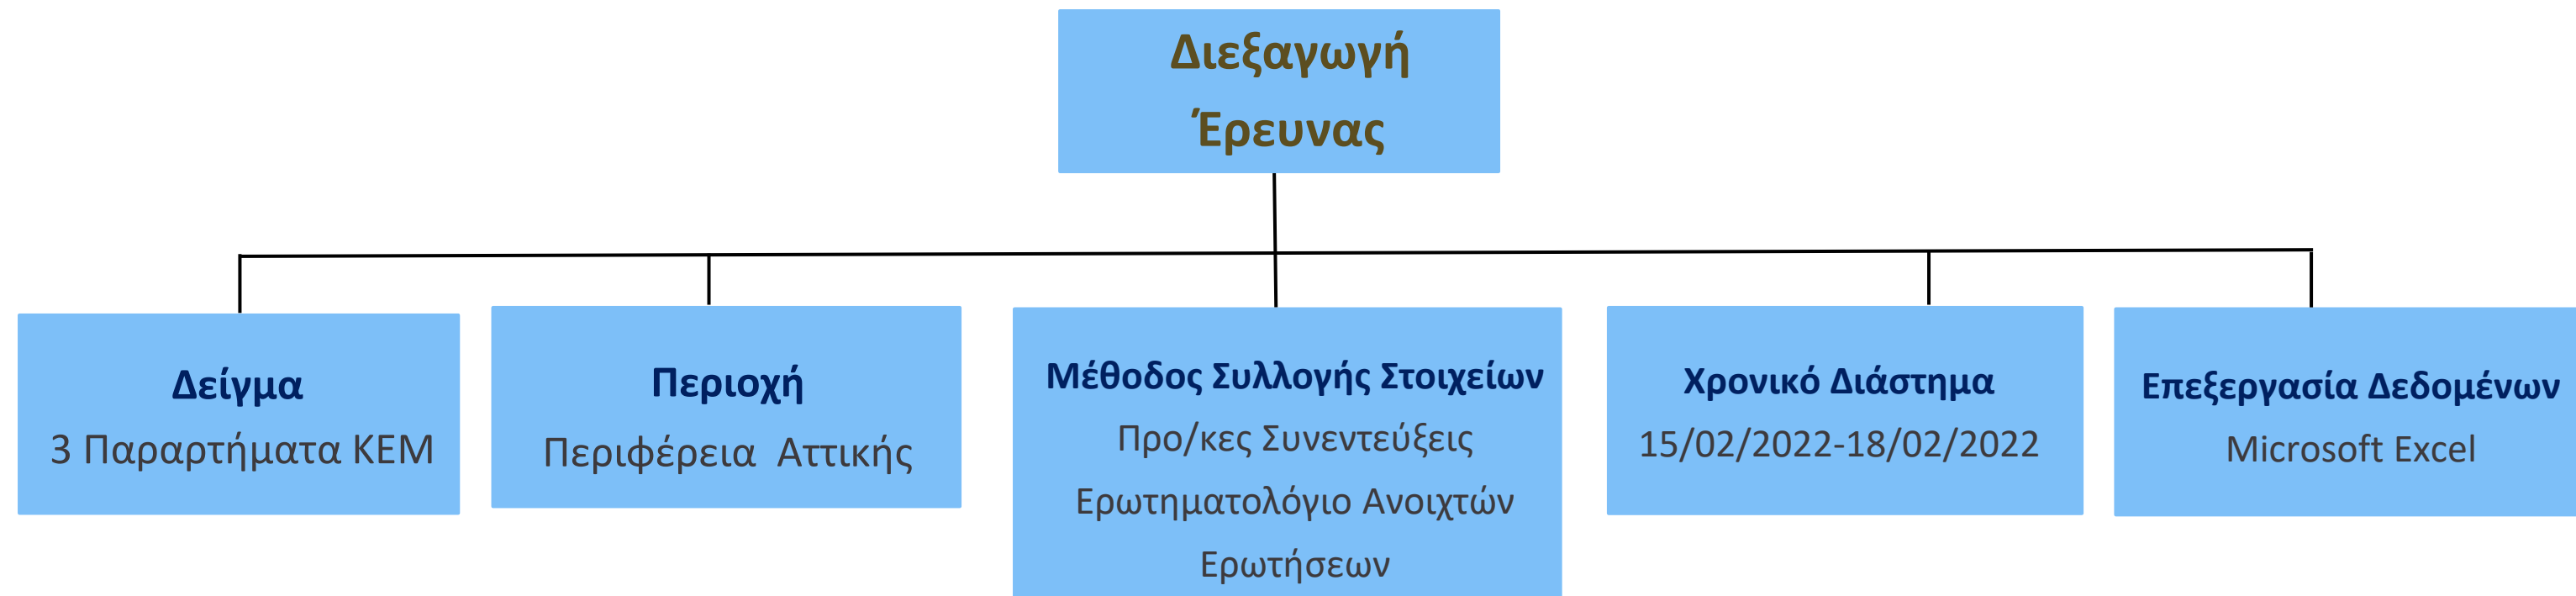 Διεξαγωγή
Έρευνας
Δείγμα
3 Παραρτήματα ΚΕΜ
Περιοχή
Περιφέρεια Αττικής
Μέθοδος Συλλογής Στοιχείων
Προ/κες Συνεντεύξεις
Ερωτηματολόγιο Ανοιχτών
Ερωτήσεων
Χρονικό Διάστημα
15/02/2022-18/02/2022
Επεξεργασία Δεδομένων
Microsoft Excel